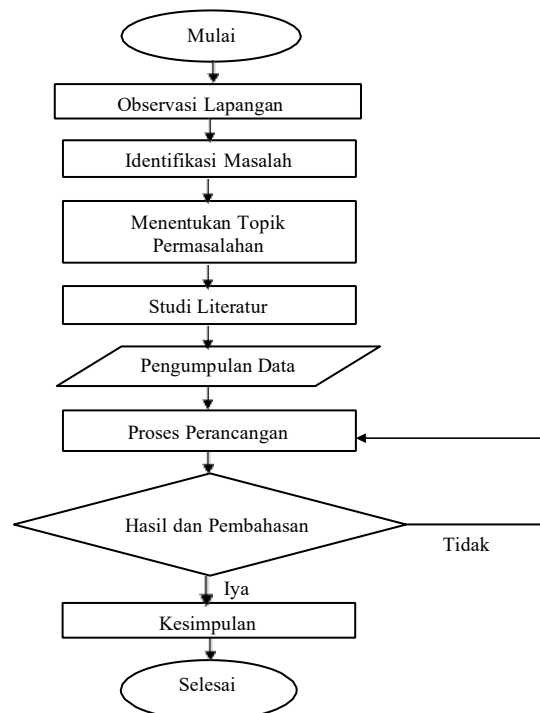 Mulai
Observasi Lapangan
Identifikasi Masalah
Menentukan Topik
Permasalahan
Studi Literatur
Pengumpulan Data
Proses Perancangan
Hasil dan Pembahasan
Tidak
Iya
Kesimpulan
Selesai